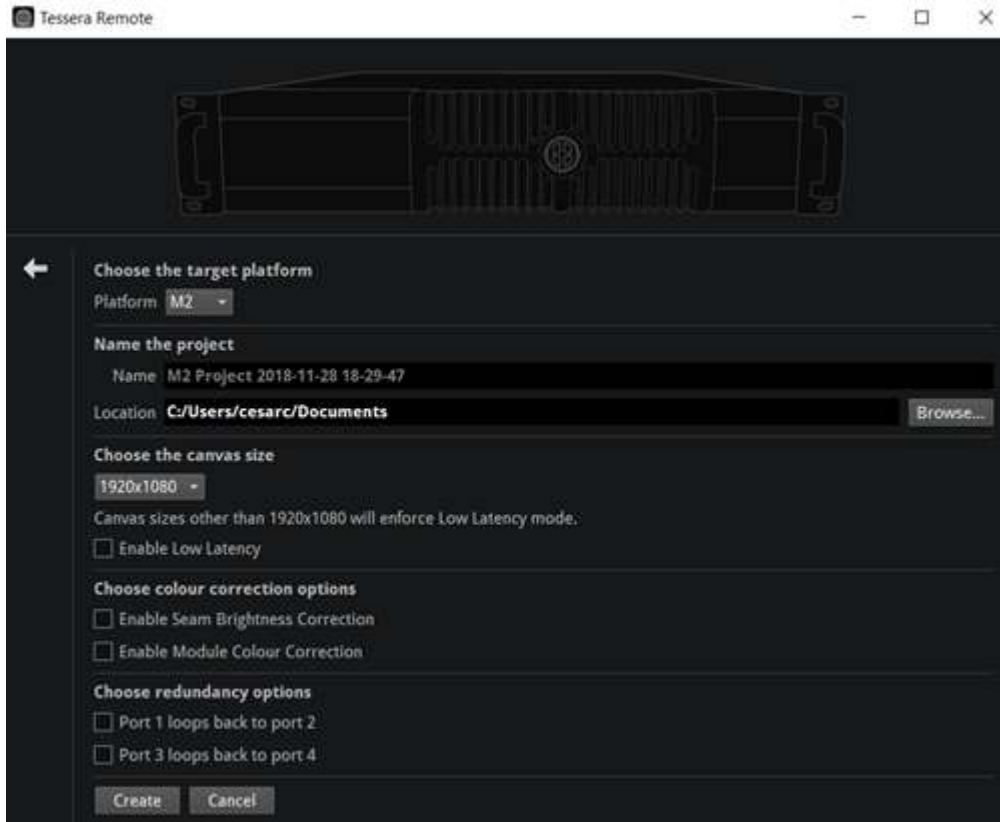 Tessera Remote
Choose the target platform
Platform M2
Name the project
Name M2 Project 2018-11-28 18-29-47
Location C:/Users/cesarc/Documents Browse...
Choose the canvas size
1920x1080
Canvas sizes other than 1920x1080 will enforce Low Latency mode.
Enable Low Latency
Choose colour correction options
Enable Seam Brightness Correction
Enable Module Colour Correction
Choose redundancy options
Port 1 loops back to port 2
Port 3 loops back to port 4
Create Cancel